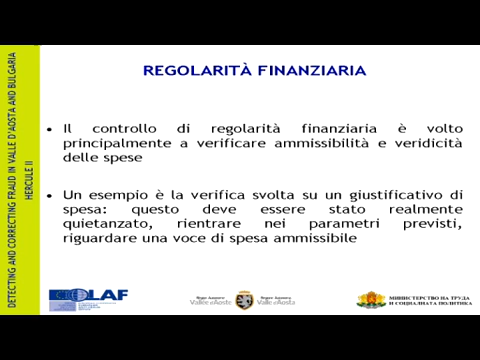 DETECTING AND CORRECTING FRAUD IN VALLE D'AOSTA AND BULGARIA
HERCULE II
REGOLARITÀ FINANZIARIA
• Il controllo di regolarità finanziaria è volto
principalmente a verificare ammissibilità e veridicità
delle spese
• Un esempio è la verifica svolta su un giustificativo di
spesa: questo deve essere stato realmente
quietanzato, rientrare nei parametri previsti,
riguardare una voce di spesa ammissibile
OLAF
Région Autonome
Vallée d'Aoste
Regione Autonoma
Valle d'Aosta
МИНИСТЕРСТВО НА ТРУДА
И СОЦИАЛНАТА ПОЛИТИКА